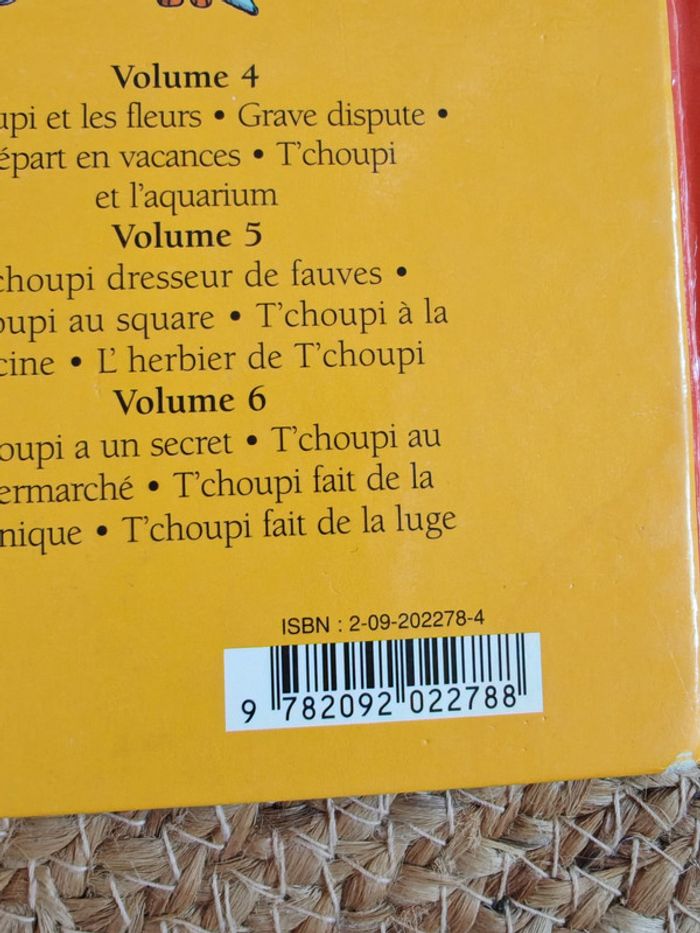 Volume 4
upi et les fleurs • Grave dispute •
épart en vacances • T'choupi
et l'aquarium
Volume 5
choupi dresseur de fauves •
oupi au square • T'choupi à la
cine • L' herbier de T'choupi
Volume 6
oupi a un secret • T'choupi au
ermarché • T'choupi fait de la
nique • T'choupi fait de la luge
ISBN : 2-09-202278-4
9 782092 022788